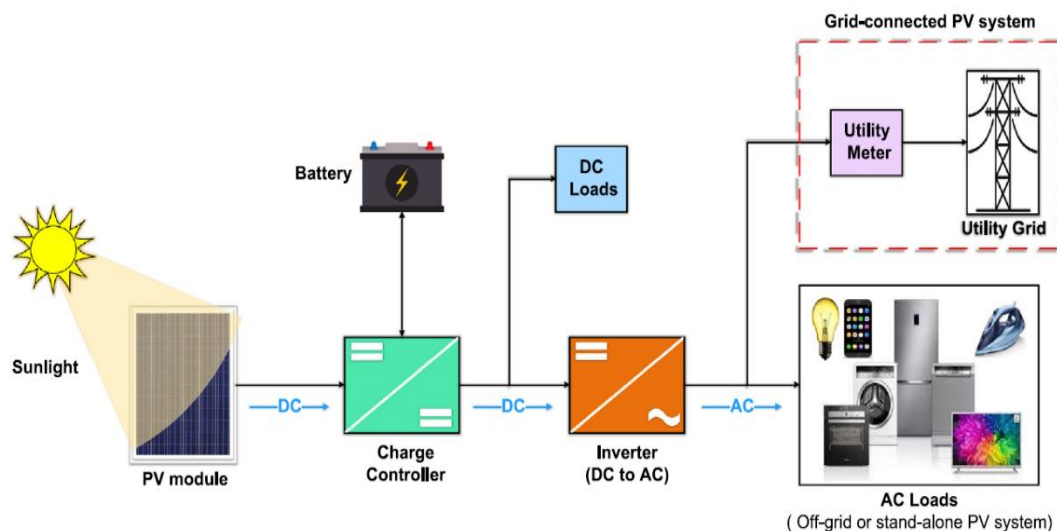 Grid-connected PV system
Utility
Meter
Utility Grid
Battery
DC
Loads
Sunlight
DC
DC
AC
PV module
Charge
Controller
Inverter
(DC to AC)
AC Loads
( Off-grid or stand-alone PV system)